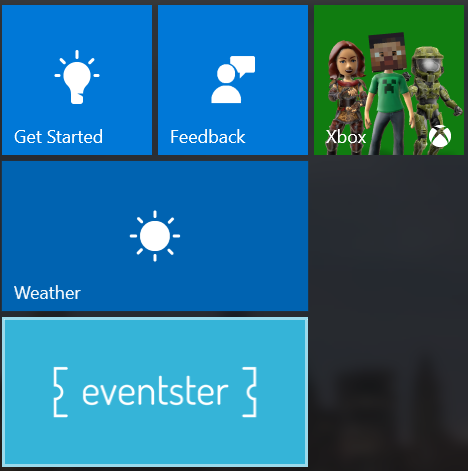 Get Started
Feedback
Xbox
Weather
eventster